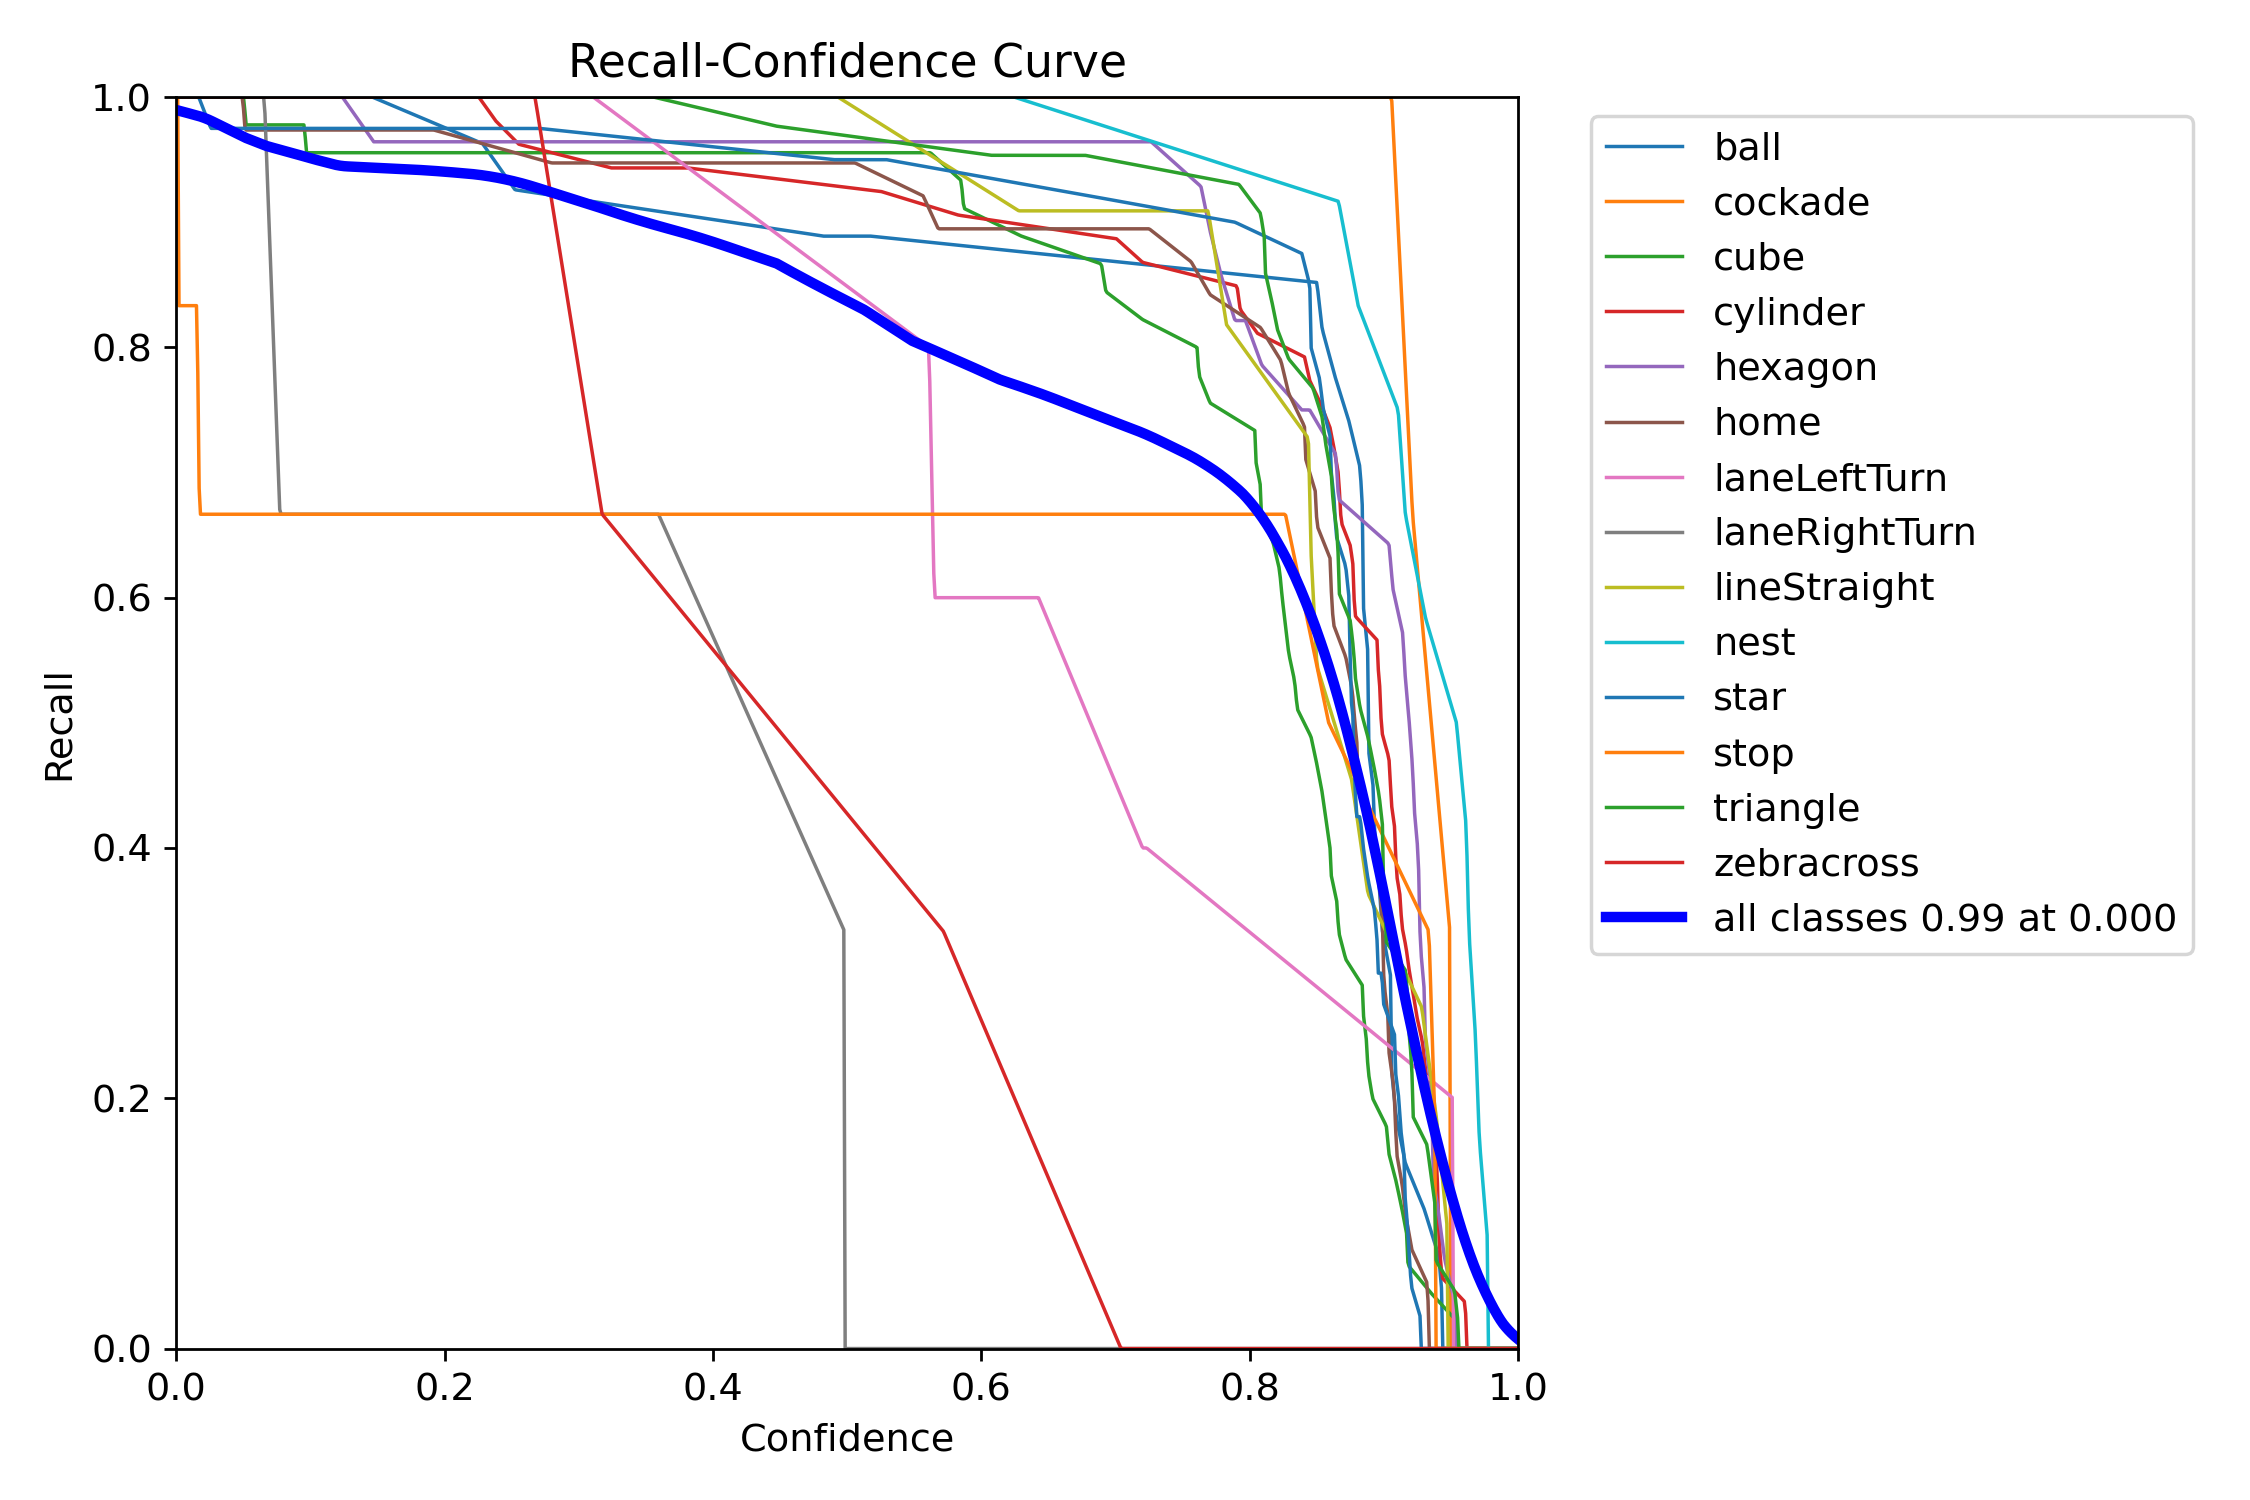 Recall-Confidence Curve
1.0
0.8
0.6
0.4
0.2
0.0
Recall
0.0 0.2 0.4 0.6 0.8 1.0
Confidence
ball
cockade
cube
cylinder
hexagon
home
laneLeftTurn
laneRightTurn
lineStraight
nest
star
stop
triangle
zebracross
all classes 0.99 at 0.000